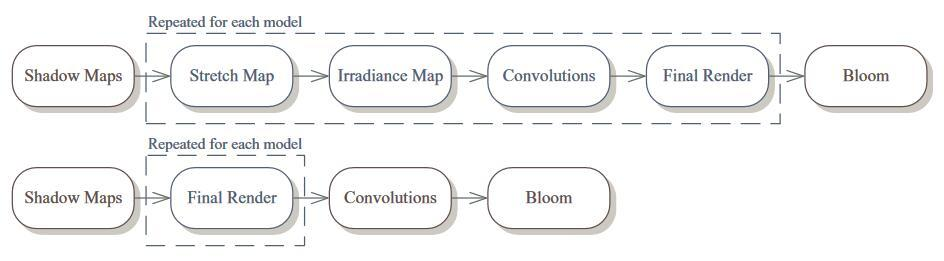 Repeated for each model
Shadow Maps
Stretch Map
Irradiance Map
Convolutions
Final Render
Bloom
Repeated for each model
Shadow Maps
Final Render
Convolutions
Bloom